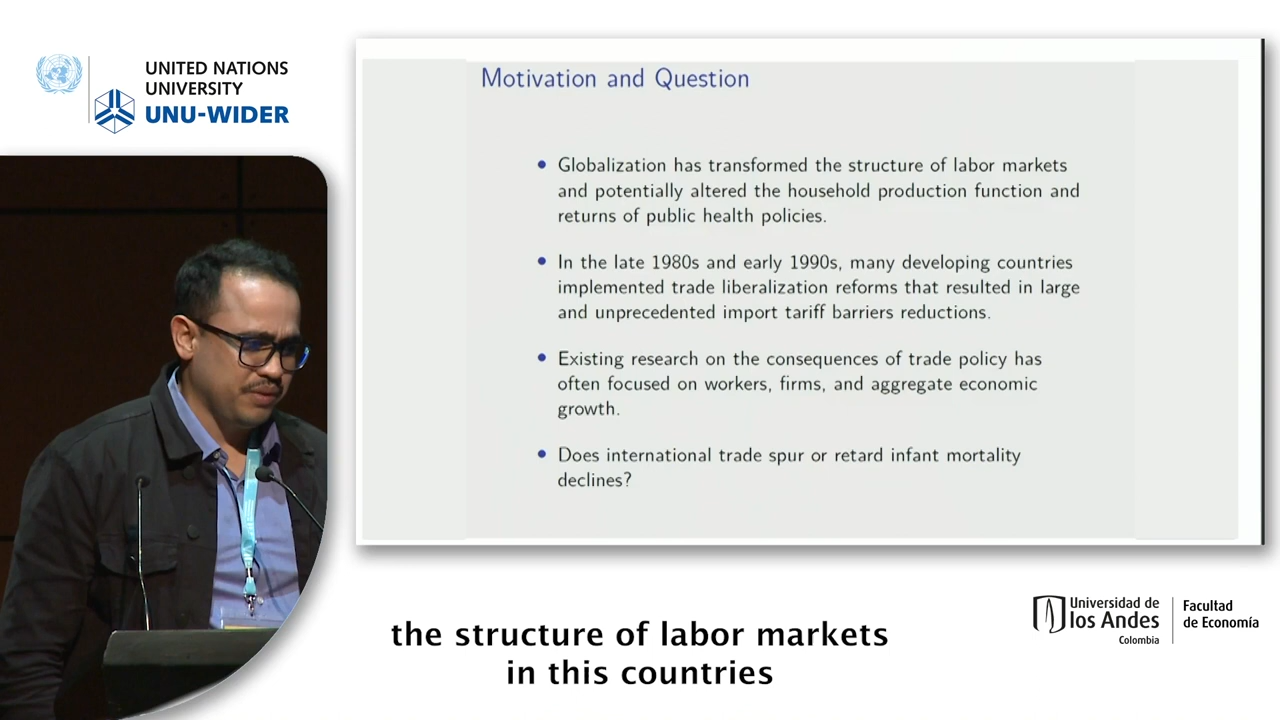 UNITED NATIONS
UNIVERSITY
UNU-WIDER
Motivation and Question
• Globalization has transformed the structure of labor markets
and potentially altered the household production function and
returns of public health policies.
• In the late 1980s and early 1990s, many developing countries
implemented trade liberalization reforms that resulted in large
and unprecedented import tariff barriers reductions.
• Existing research on the consequences of trade policy has
often focused on workers, firms, and aggregate economic
growth.
• Does international trade spur or retard infant mortality
declines?
the structure of labor markets
in this countries
Universidad de
los Andes
Colombia
Facultad
de Economía